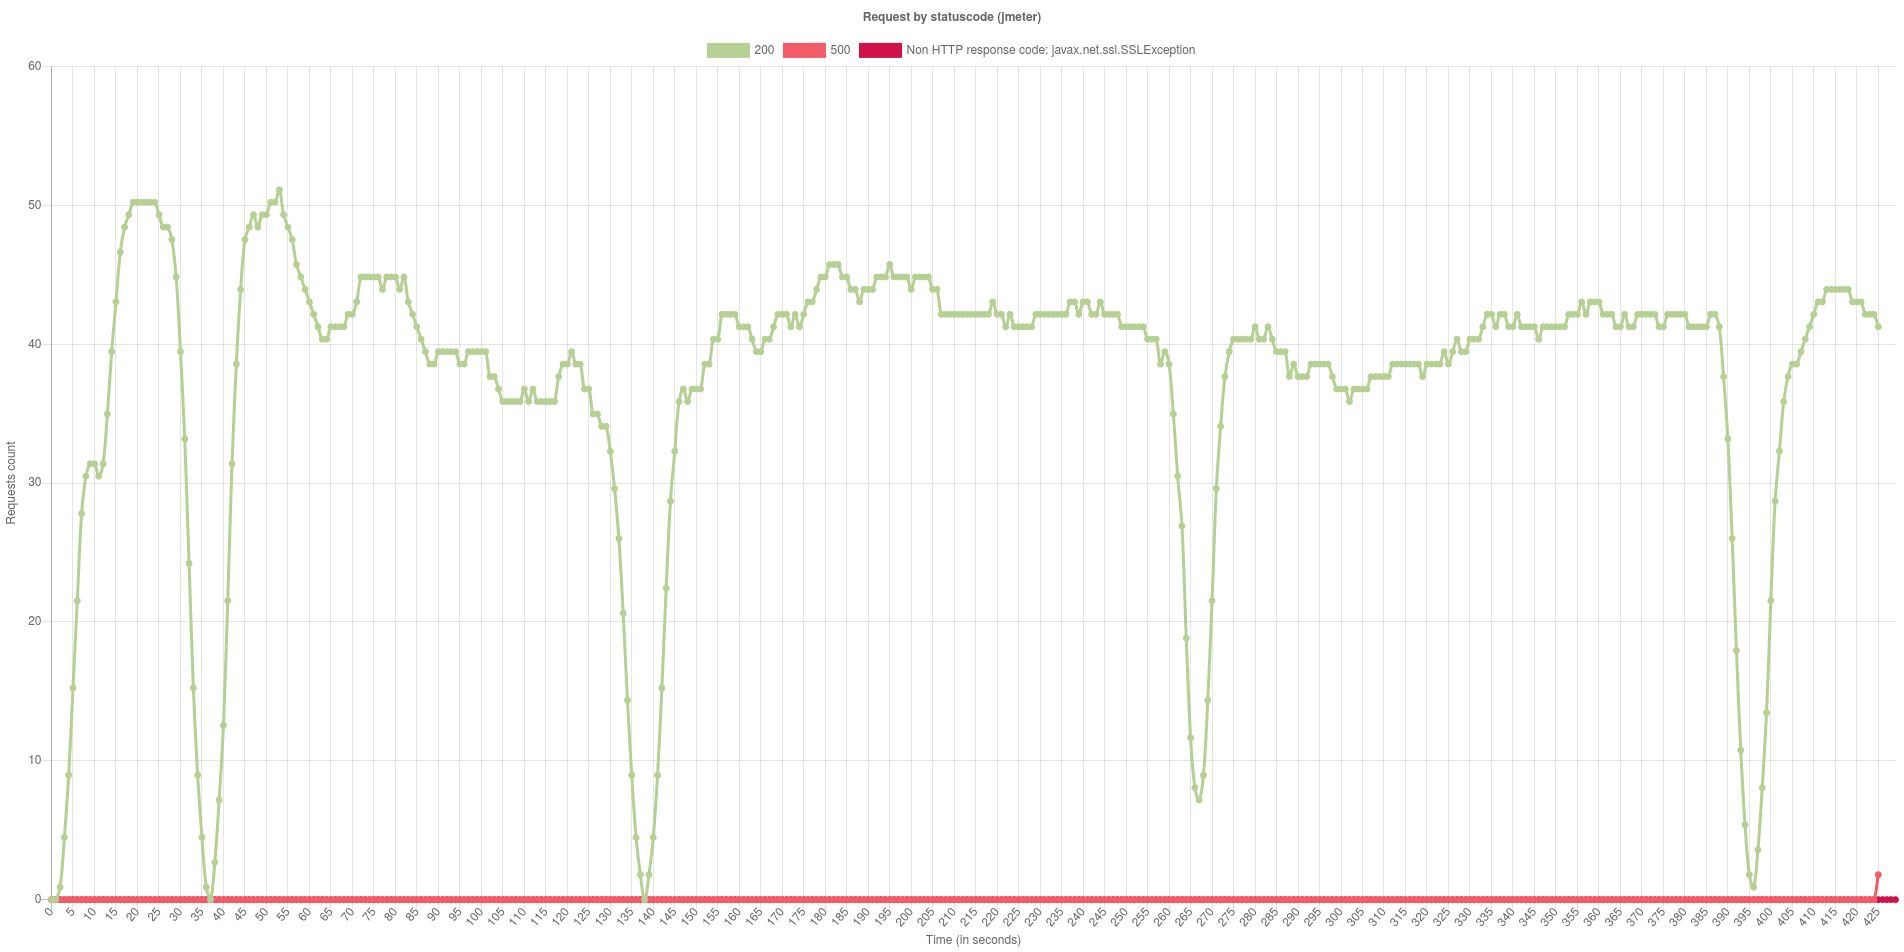 Request by statuscode (jmeter)
200 500 Non HTTP response code: javax.net.ssl.SSLException
60
50
40
30
20
10
0
Requests count
0 5 10 15 20 25 30 35 40 45 50 55 60 65 70 75 80 85 90 95 100 105 110 115 120 125 130 135 140 145 150 155 160 165 170 175 180 185 190 195 200 205 210 215 220 225 230 235 240 245 250 255 260 265 270 275 280 285 290 295 300 305 310 315 320 325 330 335 340 345 350 355 360 365 370 375 380 385 390 395 400 405 410 415 420 425
Time (in seconds)